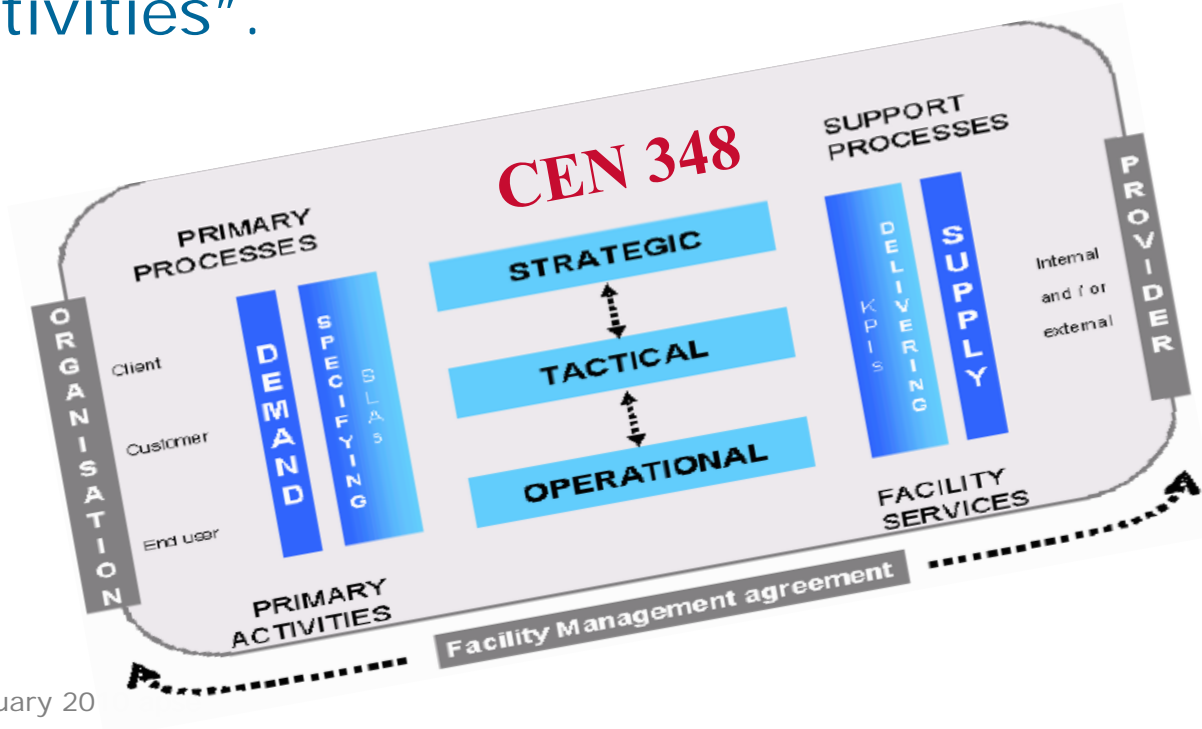 tivities”.
CEN 348
PRIMARY
PROCESSES
SUPPORT
PROCESSES
ORGANISATION
Client
Customer
End user
DEMAND
SPECIFYING
SLAs
STRATEGIC
TACTICAL
OPERATIONAL
KPIS
DELIVERING
SUPPLY
Internal
and / or
external
PROVIDER
PRIMARY
ACTIVITIES
FACILITY
SERVICES
Facility Management agreement
uary 20